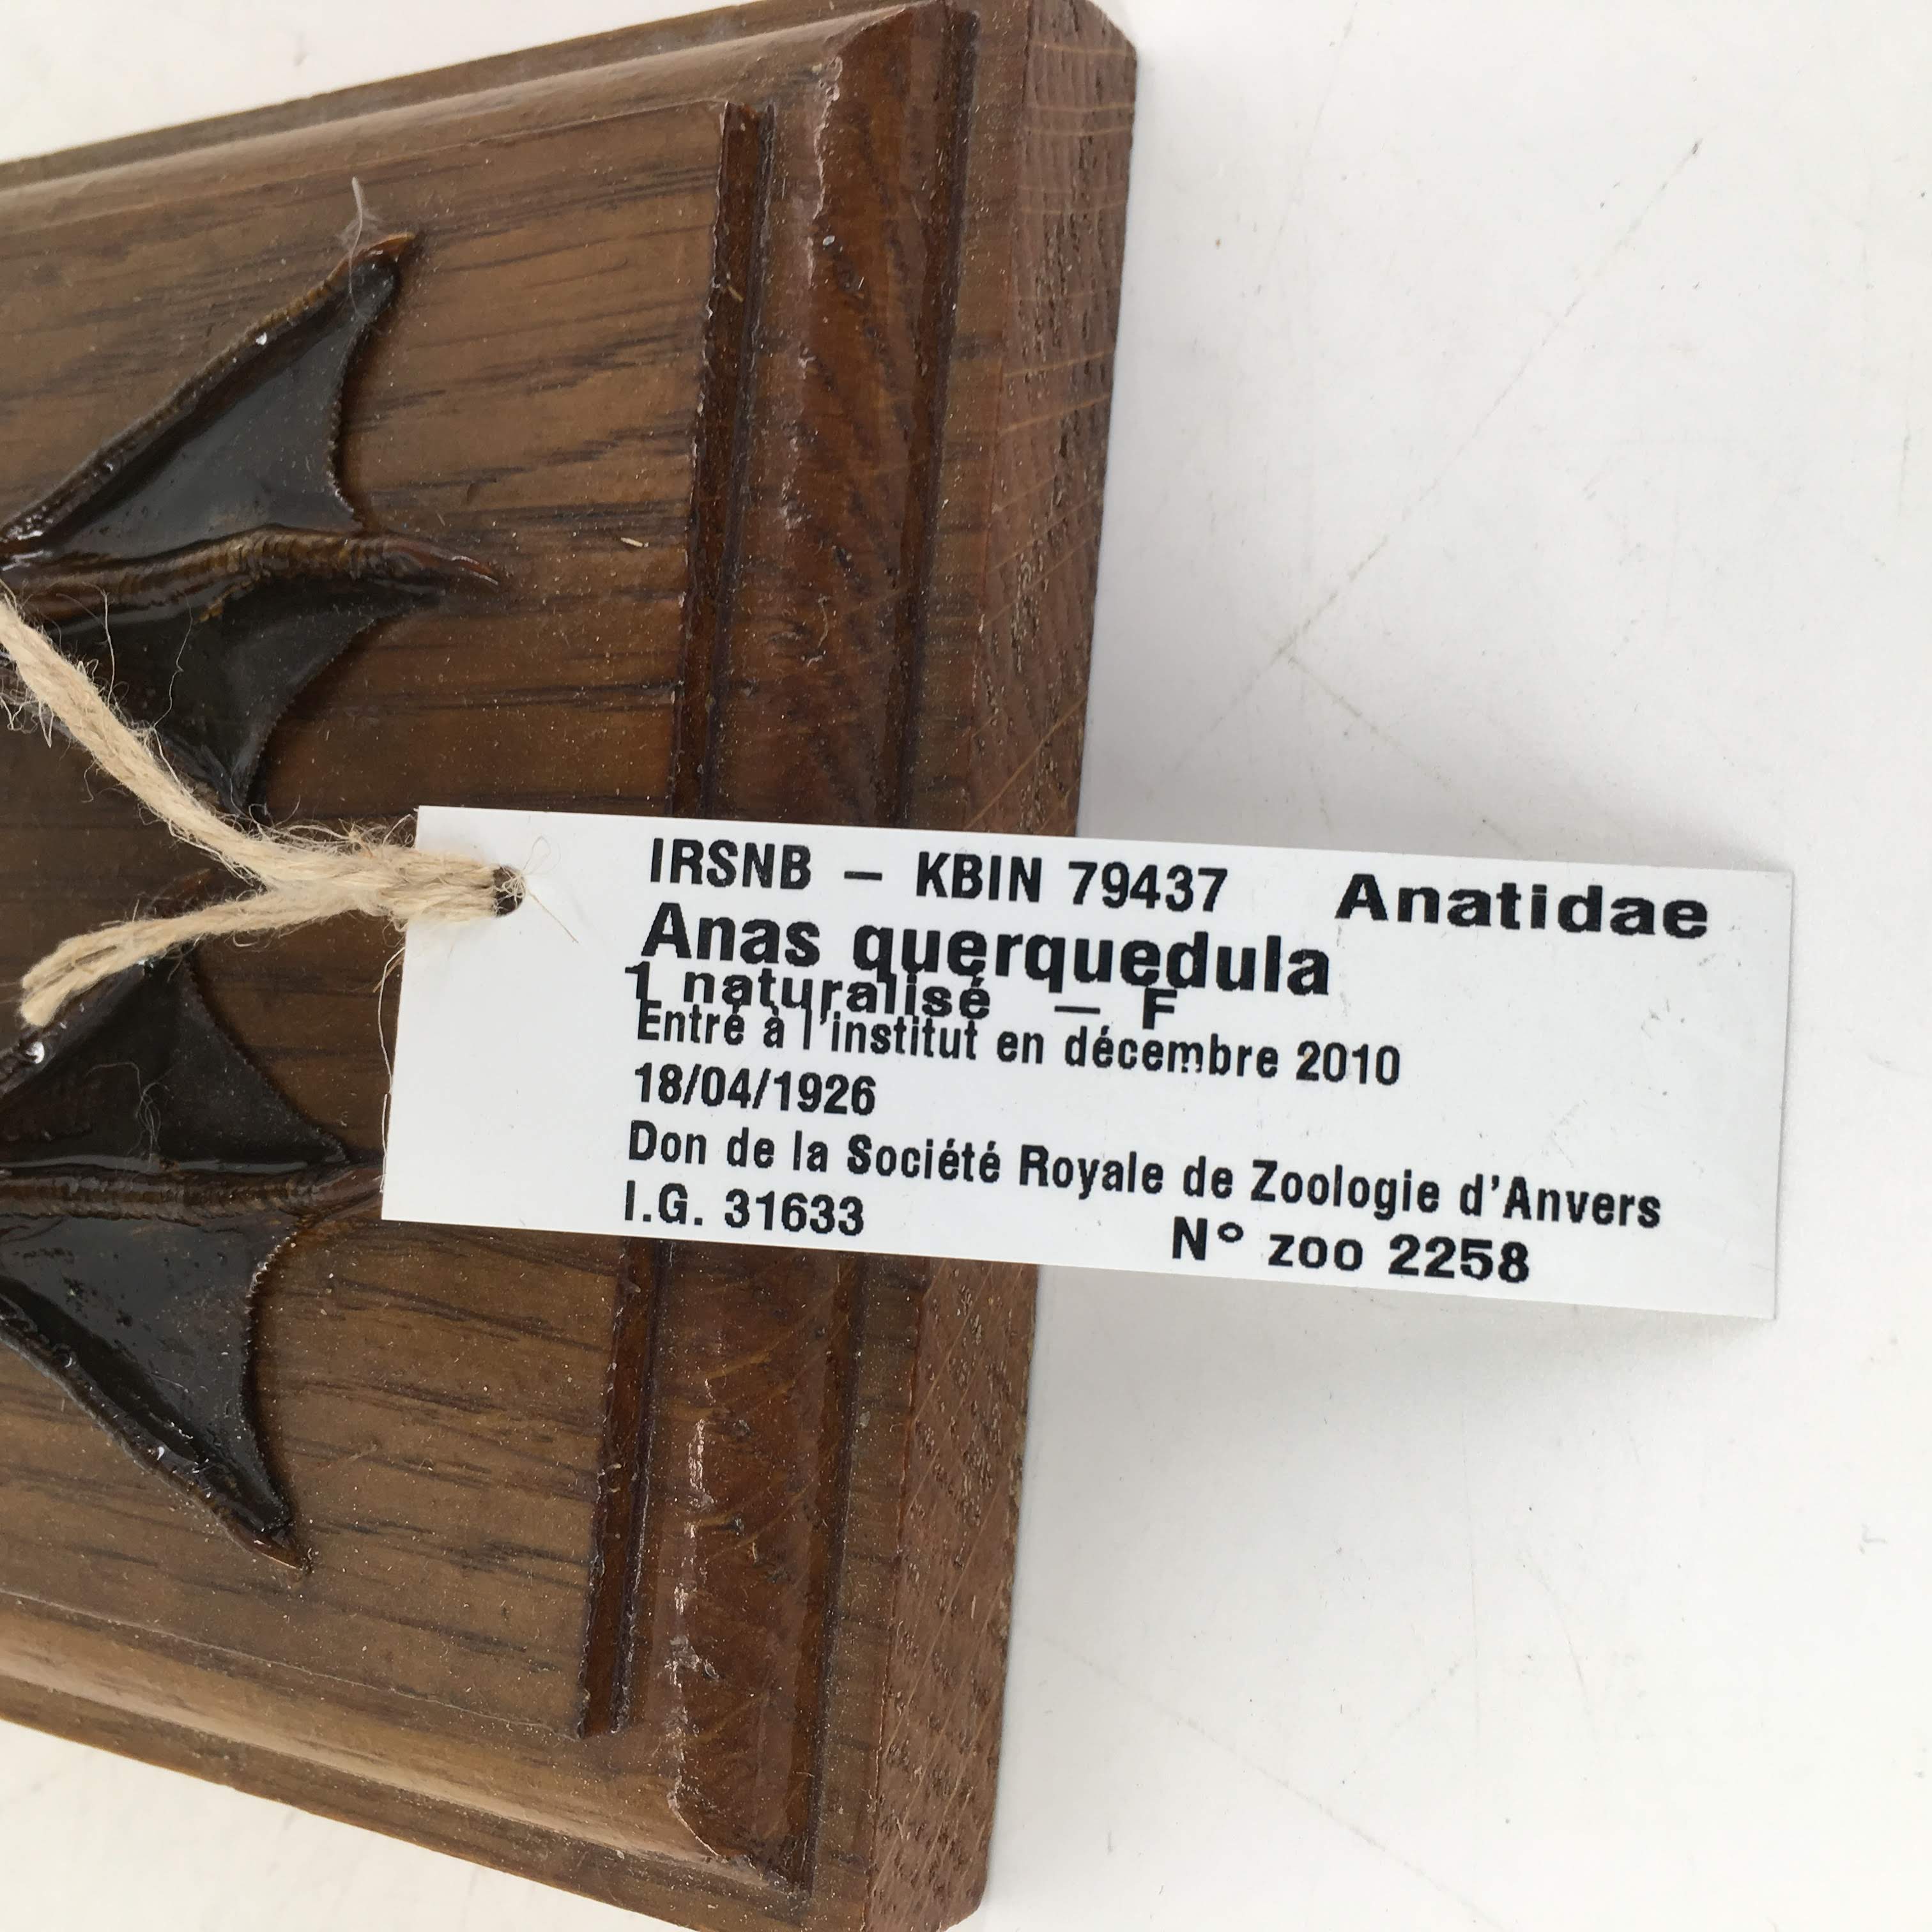 IRSNB – KBIN 79437 Anatidae
Anas querquedula
1 naturalisé – F
Entré à l'institut en décembre 2010
18/04/1926
Don de la Société Royale de Zoologie d'Anvers
I.G. 31633 N° zoo 2258